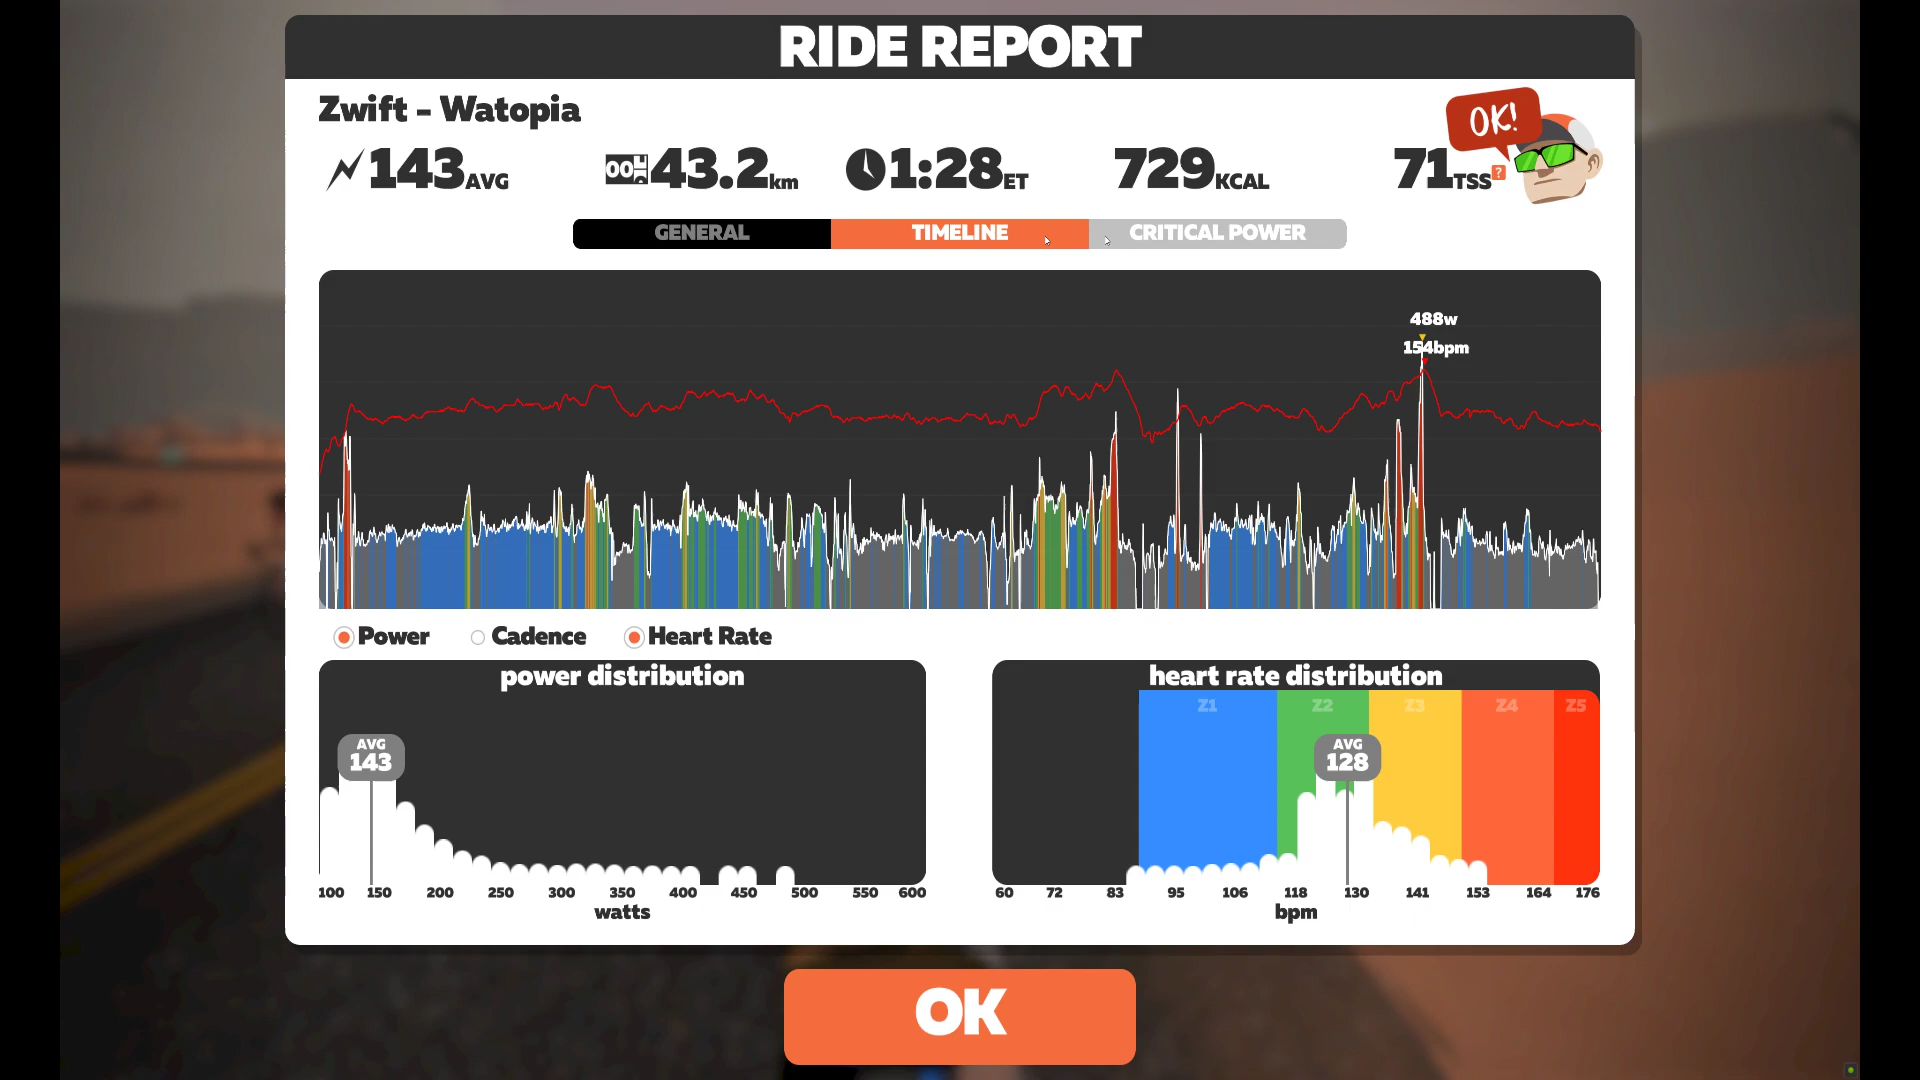 RIDE REPORT
Zwift - Watopia
OK!
143AVG
43.2km
1:28ET
729KCAL
71TSS?
GENERAL
TIMELINE
CRITICAL POWER
488w
154bpm
Power
Cadence
Heart Rate
power distribution
AVG
143
100 150 200 250 300 350 400 450 500 550 600
watts
heart rate distribution
Z1 Z2 Z3 Z4 Z5
AVG
128
60 72 83 95 106 118 130 141 153 164 176
bpm
OK